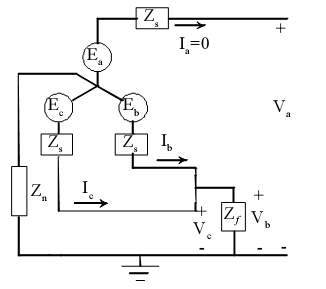 Z_s
+
I_a=0
E_a
E_c
E_b
V_a
Z_s
Z_s
I_b
Z_n
I_c
+
+
Z_f
V_b
V_c
-
-
-